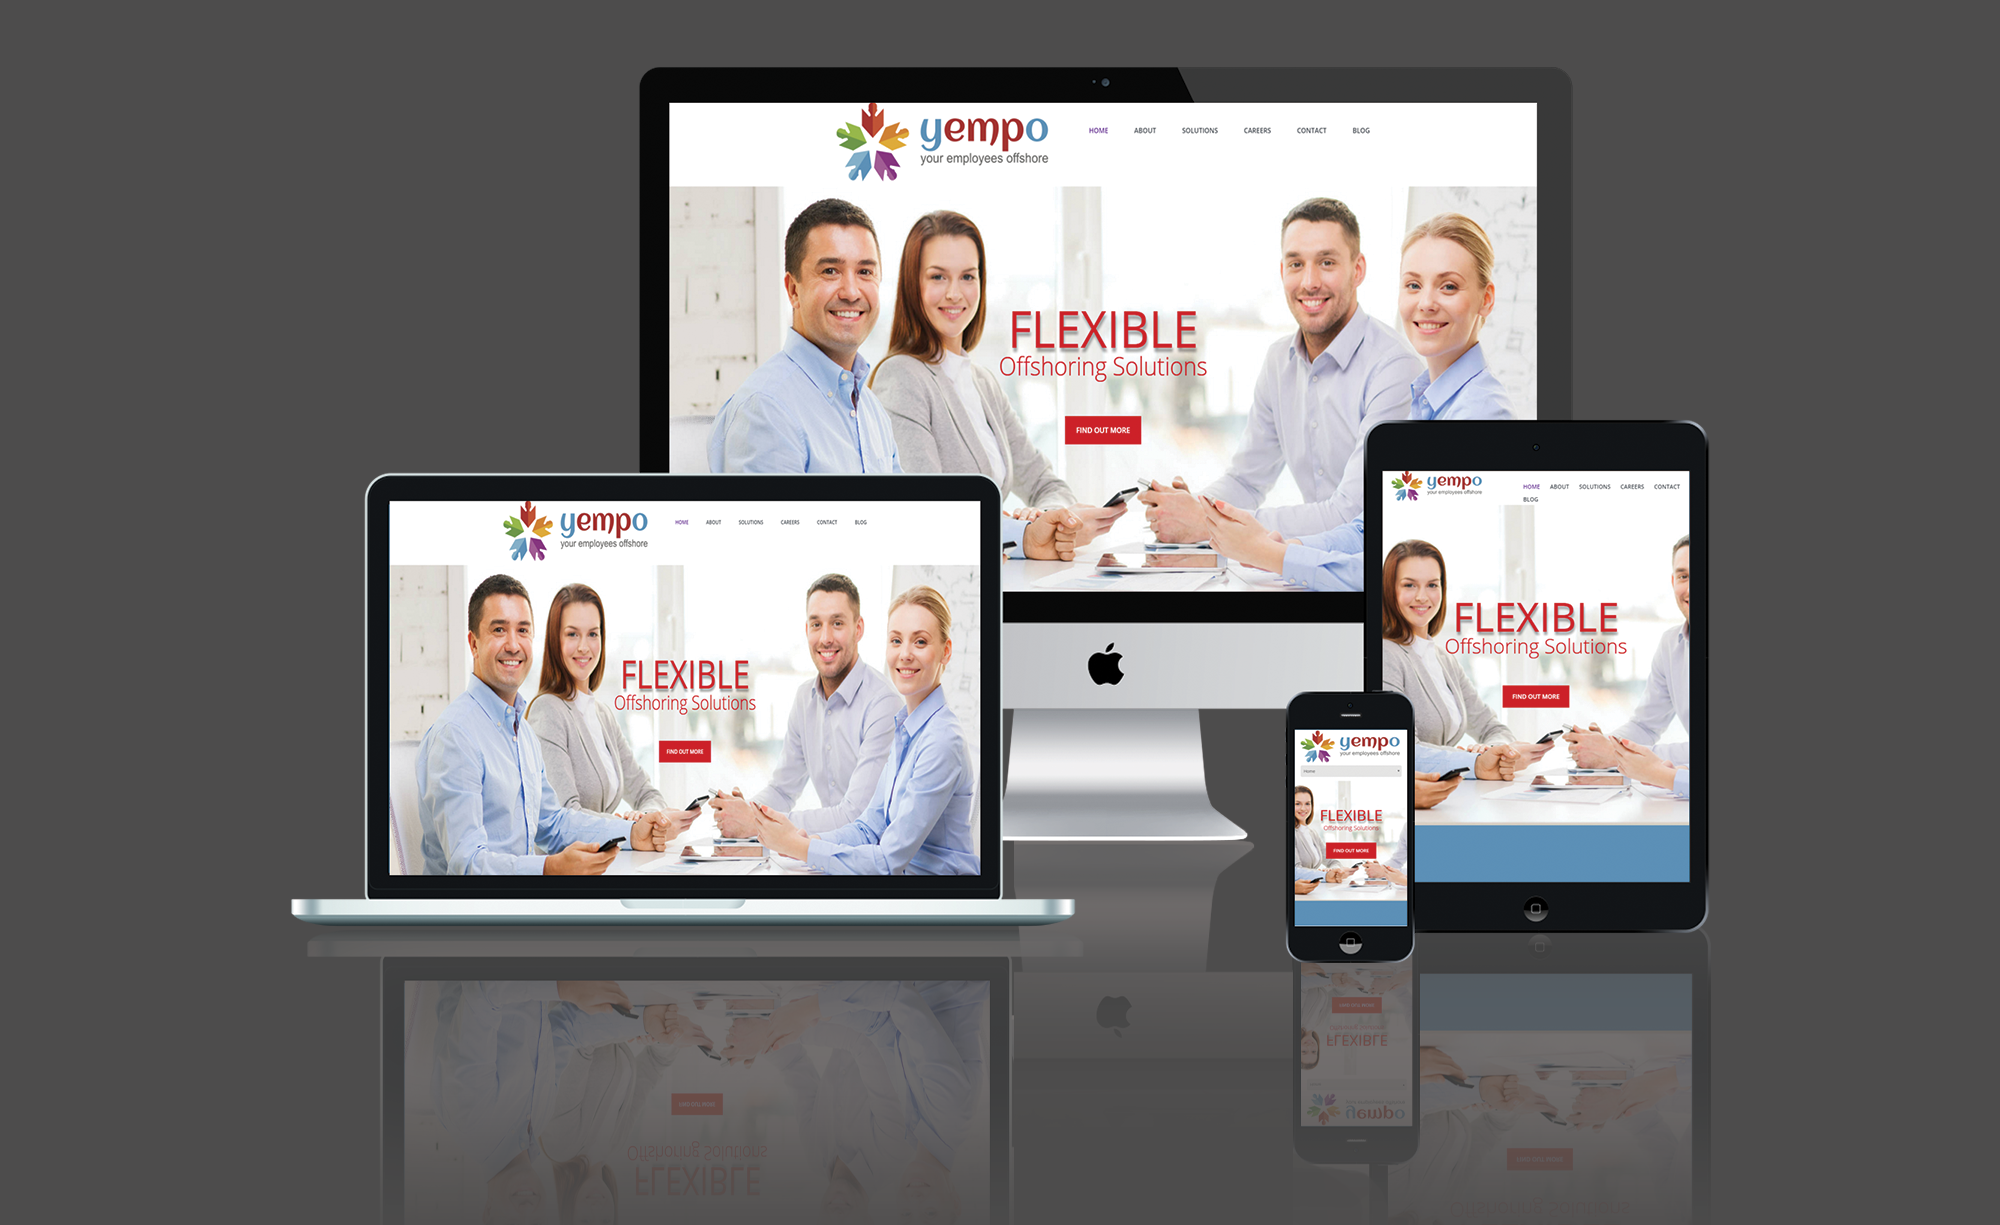 yempo
your employees offshore
HOME ABOUT SOLUTIONS CAREERS CONTACT BLOG
FLEXIBLE
Offshoring Solutions
FIND OUT MORE
yempo
your employees offshore
HOME ABOUT SOLUTIONS CAREERS CONTACT BLOG
FLEXIBLE
Offshoring Solutions
FIND OUT MORE
yempo
your employees offshore
HOME ABOUT SOLUTIONS CAREERS CONTACT
BLOG
FLEXIBLE
Offshoring Solutions
FIND OUT MORE
yempo
your employees offshore
Home
FLEXIBLE
Offshoring Solutions
FIND OUT MORE